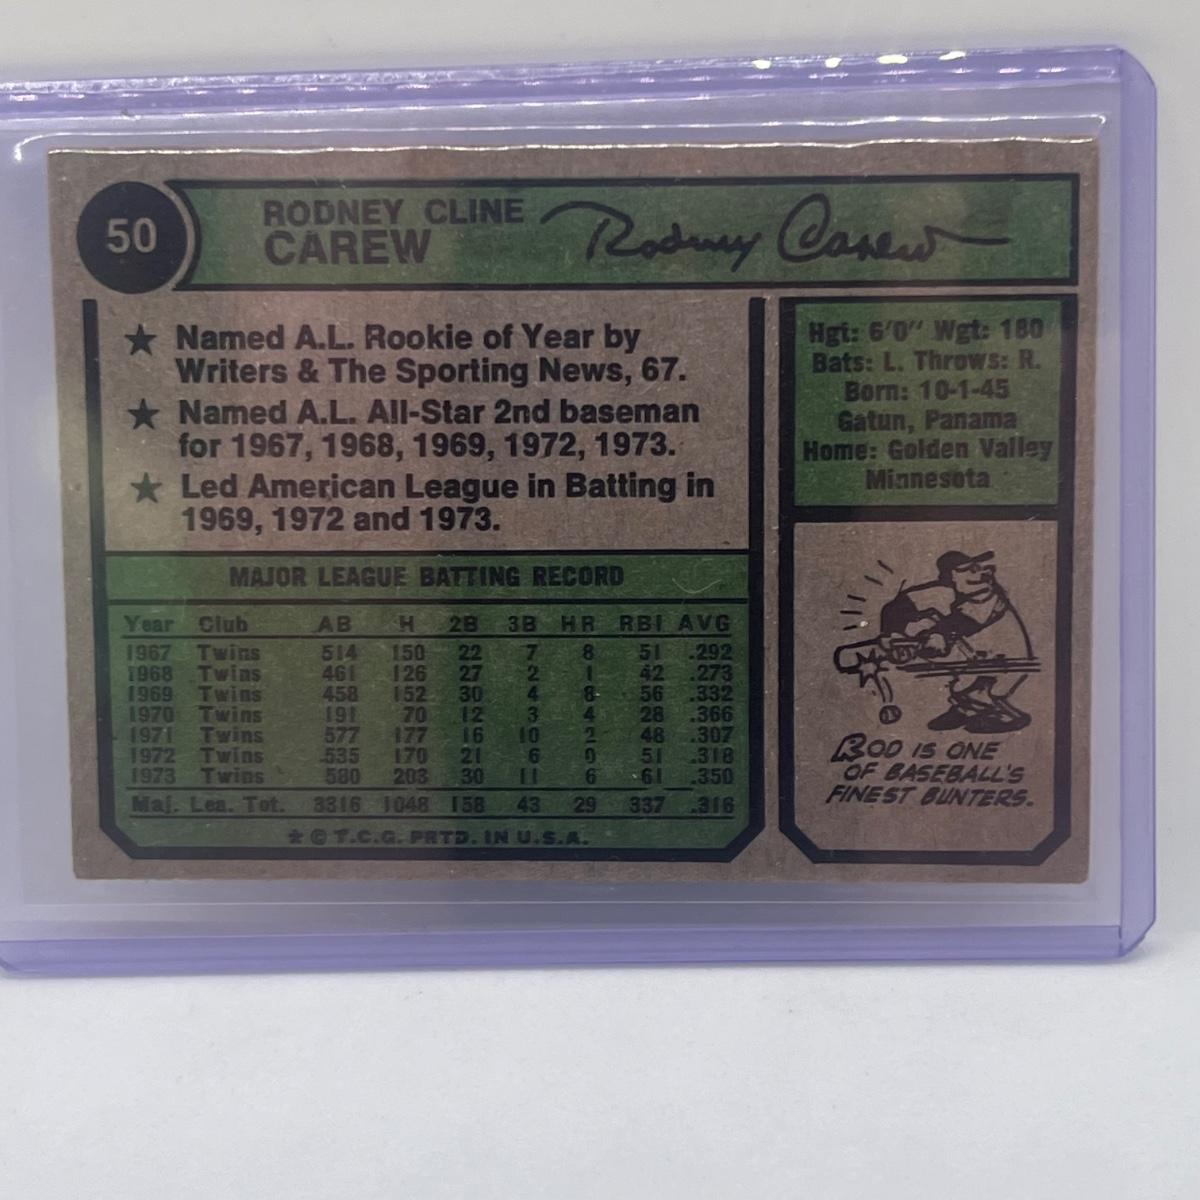 50
RODNEY CLINE
CAREW
Rodney Carew
★ Named A.L. Rookie of Year by
Writers & The Sporting News, 67.
★ Named A.L. All-Star 2nd baseman
for 1967, 1968, 1969, 1972, 1973.
★ Led American League in Batting in
1969, 1972 and 1973.
Hgt: 6'0" Wgt: 180
Bats: L. Throws: R.
Born: 10-1-45
Gatun, Panama
Home: Golden Valley
Minnesota
MAJOR LEAGUE BATTING RECORD
Year Club AB H 2B 3B HR RBI AVG
1967 Twins 514 150 22 7 8 51 .292
1968 Twins 461 126 27 2 1 42 .273
1969 Twins 458 152 30 4 8 56 .332
1970 Twins 191 70 12 3 4 28 .366
1971 Twins 577 177 16 10 2 48 .307
1972 Twins 535 170 21 6 0 51 .318
1973 Twins 580 203 30 11 6 61 .350
Maj. Lea. Tot. 3316 1048 158 43 29 337 .316
★ © T.C.G. PRTD. IN U.S.A.
ROD IS ONE
OF BASEBALL'S
FINEST BUNTERS.